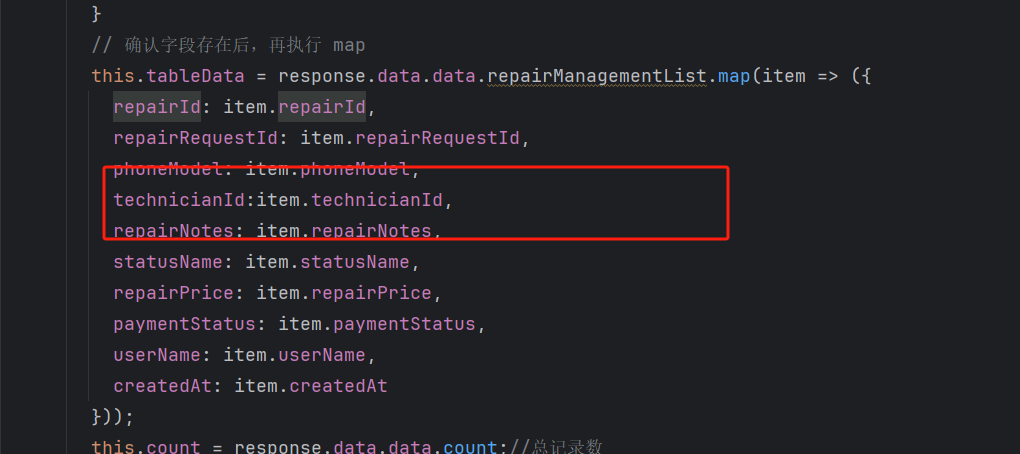 }
// 确认字段存在后，再执行 map
this.tableData = response.data.data.repairManagementList.map(item => ({
repairId: item.repairId,
repairRequestId: item.repairRequestId,
phoneModel: item.phoneModel,
technicianId:item.technicianId,
repairNotes: item.repairNotes,
statusName: item.statusName,
repairPrice: item.repairPrice,
paymentStatus: item.paymentStatus,
userName: item.userName,
createdAt: item.createdAt
}));
this.count = response.data.data.count;//总记录数